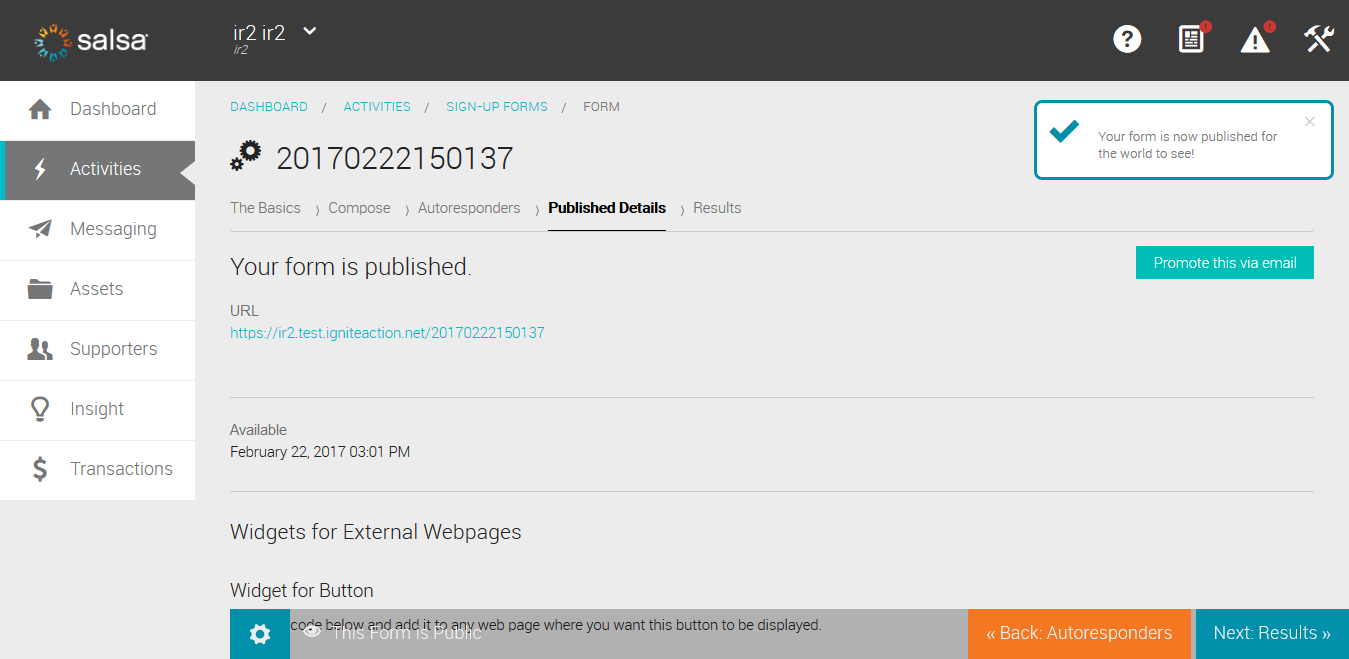 salsa
ir2 ir2
ir2
Dashboard
Activities
Messaging
Assets
Supporters
Insight
Transactions
DASHBOARD / ACTIVITIES / SIGN-UP FORMS / FORM
Your form is now published for
the world to see!
20170222150137
The Basics › Compose › Autoresponders › Published Details › Results
Your form is published.
Promote this via email
URL
https://ir2.test.igniteaction.net/20170222150137
Available
February 22, 2017 03:01 PM
Widgets for External Webpages
Widget for Button
code below and add it to any web page where you want this button to be displayed.
This Form is Public
« Back: Autoresponders
Next: Results »